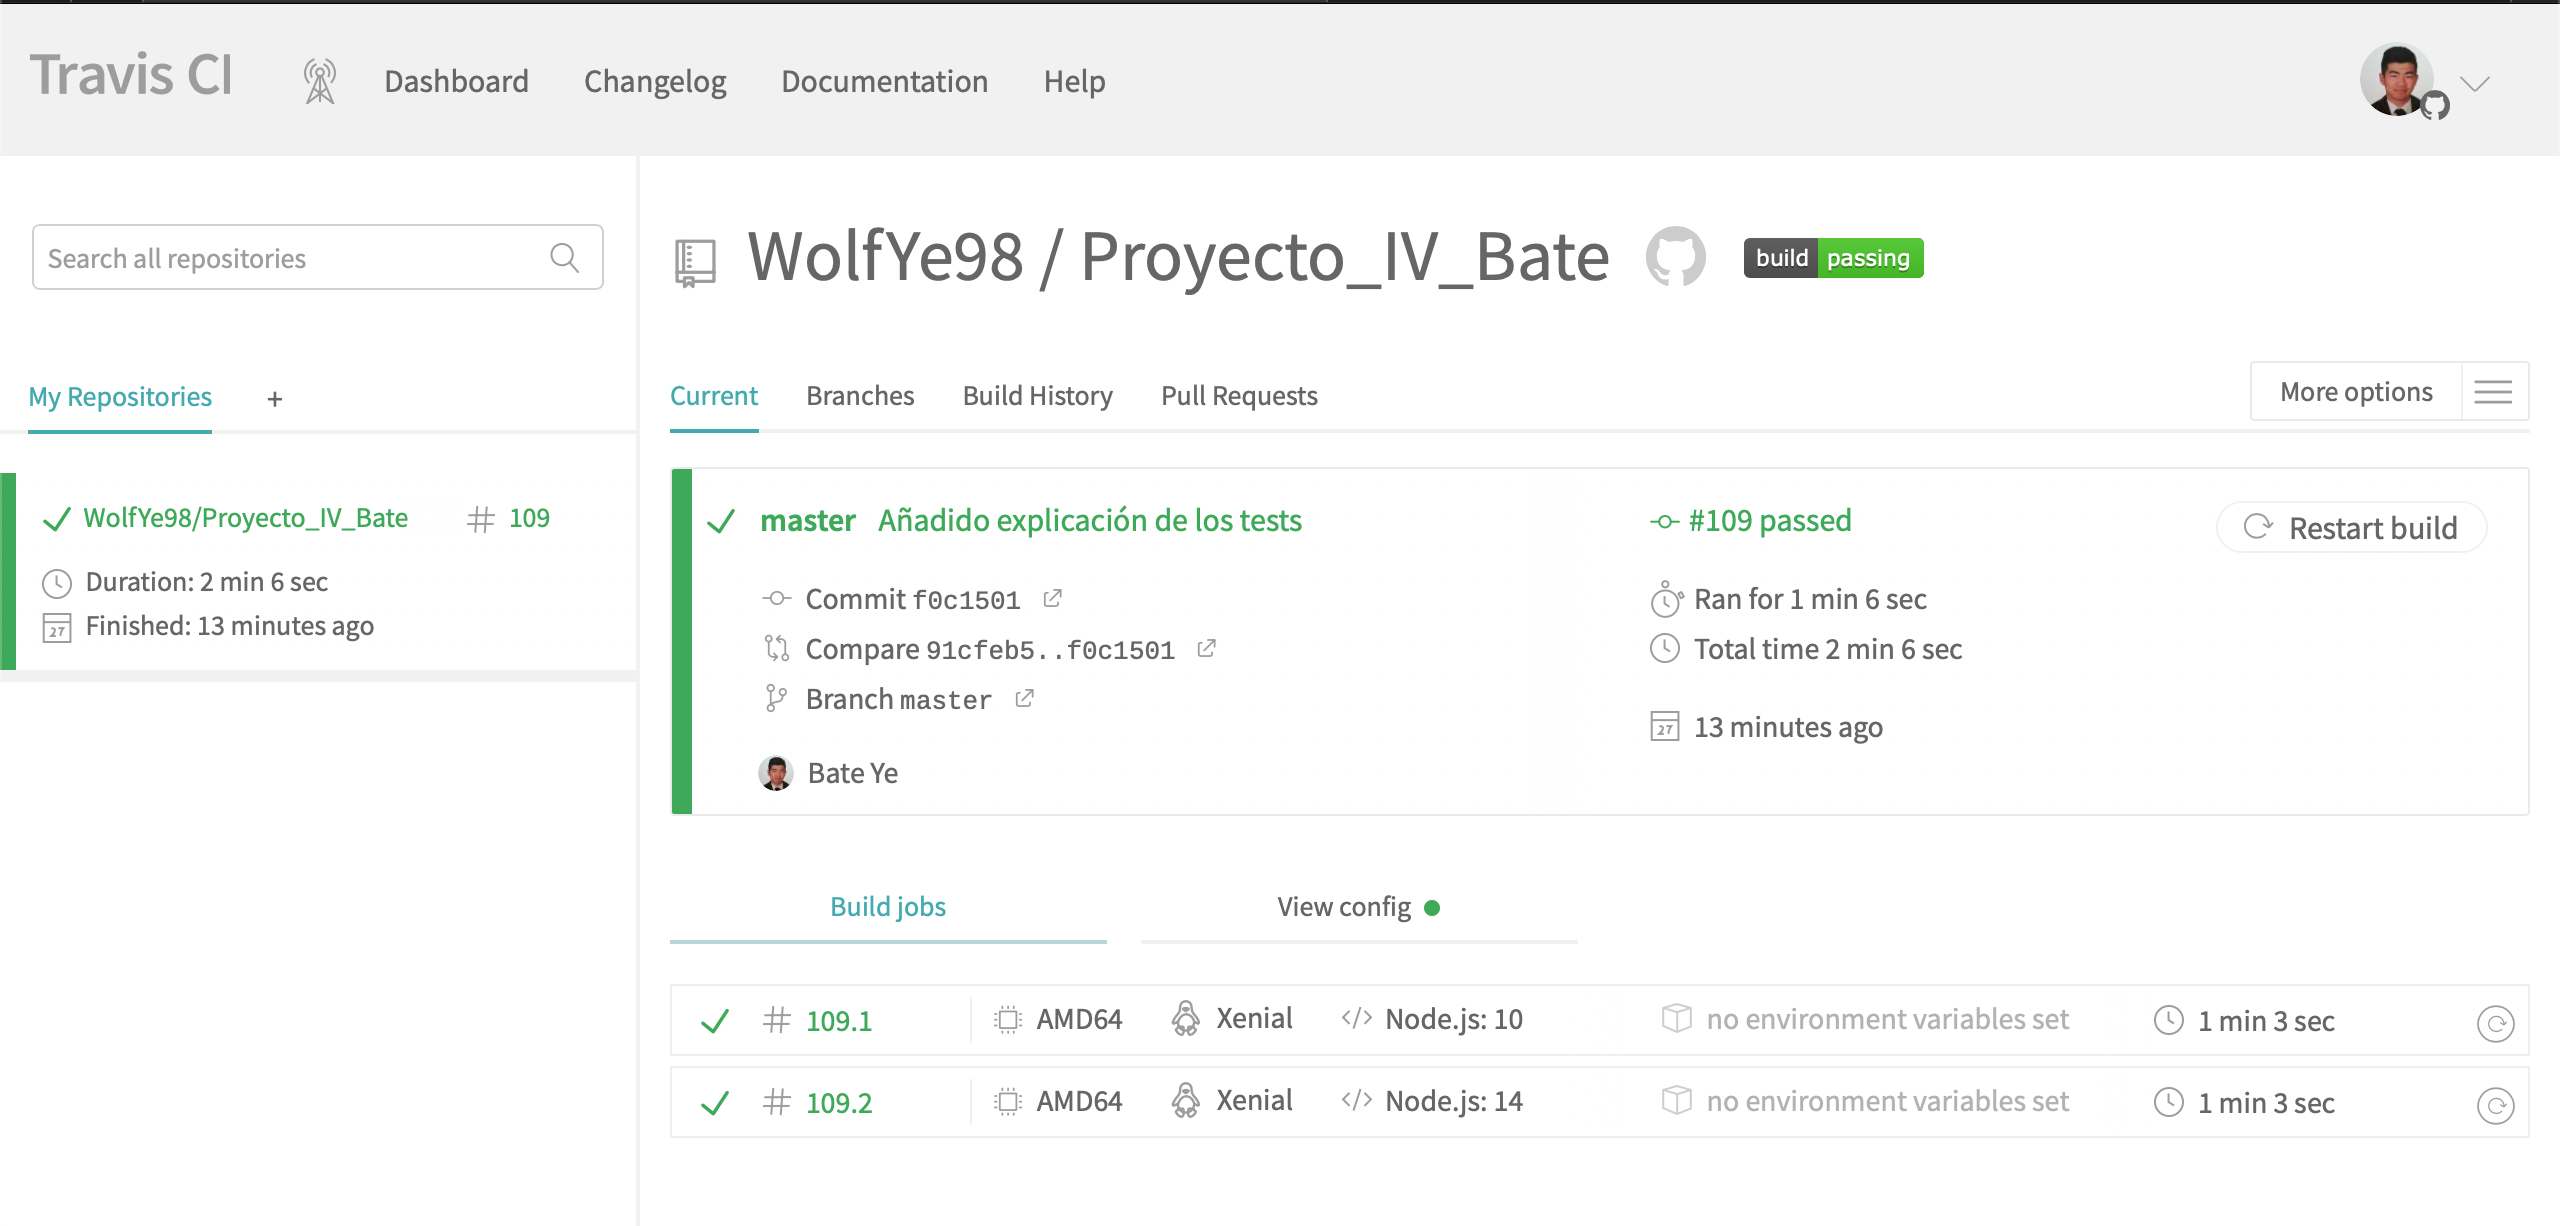 Travis CI
Dashboard
Changelog
Documentation
Help
Search all repositories
My Repositories
+
WolfYe98/Proyecto_IV_Bate
# 109
Duration: 2 min 6 sec
27
Finished: 13 minutes ago
WolfYe98 / Proyecto_IV_Bate
build passing
Current
Branches
Build History
Pull Requests
More options
master Añadido explicación de los tests
Commit f0c1501
Compare 91cfeb5..f0c1501
Branch master
Bate Ye
#109 passed
Ran for 1 min 6 sec
Total time 2 min 6 sec
27
13 minutes ago
Restart build
Build jobs
View config
# 109.1 AMD64 Xenial </> Node.js: 10 no environment variables set 1 min 3 sec
# 109.2 AMD64 Xenial </> Node.js: 14 no environment variables set 1 min 3 sec